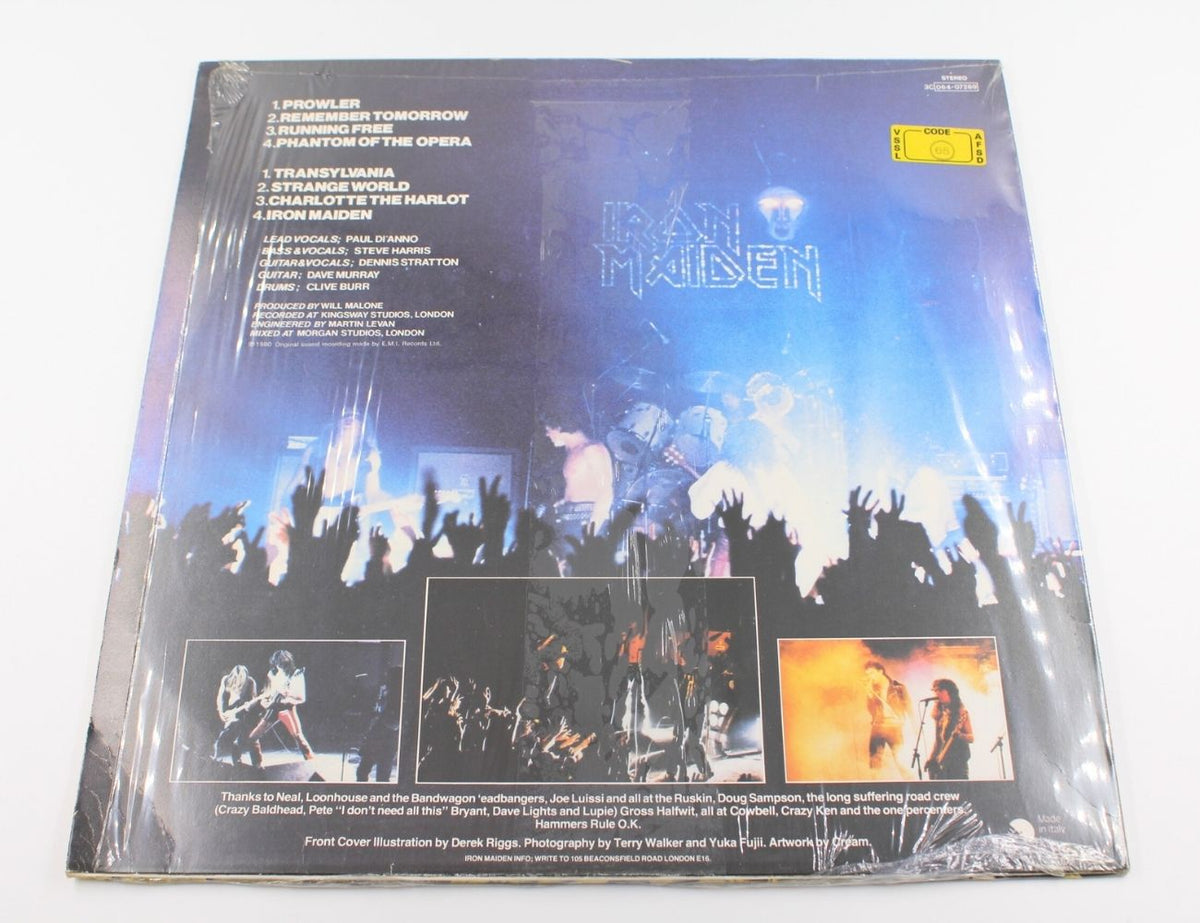 1. PROWLER
2. REMEMBER TOMORROW
3. RUNNING FREE
4. PHANTOM OF THE OPERA
1. TRANSYLVANIA
2. STRANGE WORLD
3. CHARLOTTE THE HARLOT
4. IRON MAIDEN
LEAD VOCALS; PAUL DI'ANNO
BASS & VOCALS; STEVE HARRIS
GUITAR&VOCALS; DENNIS STRATTON
GUITAR; DAVE MURRAY
DRUMS; CLIVE BURR
PRODUCED BY WILL MALONE
RECORDED AT KINGSWAY STUDIOS, LONDON
ENGINEERED BY MARTIN LEVAN
MIXED AT MORGAN STUDIOS, LONDON
℗ 1980 Original sound recording made by E.M.I. Records Ltd.
STEREO
3C 064-07269
VSSL
CODE
65
AFSD
IRON
MAIDEN
Thanks to Neal, Loonhouse and the Bandwagon 'eadbangers, Joe Luissi and all at the Ruskin, Doug Sampson, the long suffering road crew
(Crazy Baldhead, Pete "I don't need all this" Bryant, Dave Lights and Lupie) Gross Halfwit, all at Cowbell, Crazy Ken and the one percenters.
Hammers Rule O.K.
Front Cover Illustration by Derek Riggs. Photography by Terry Walker and Yuka Fujii. Artwork by Cream.
IRON MAIDEN INFO; WRITE TO 105 BEACONSFIELD ROAD LONDON E16.
Made
in Italy